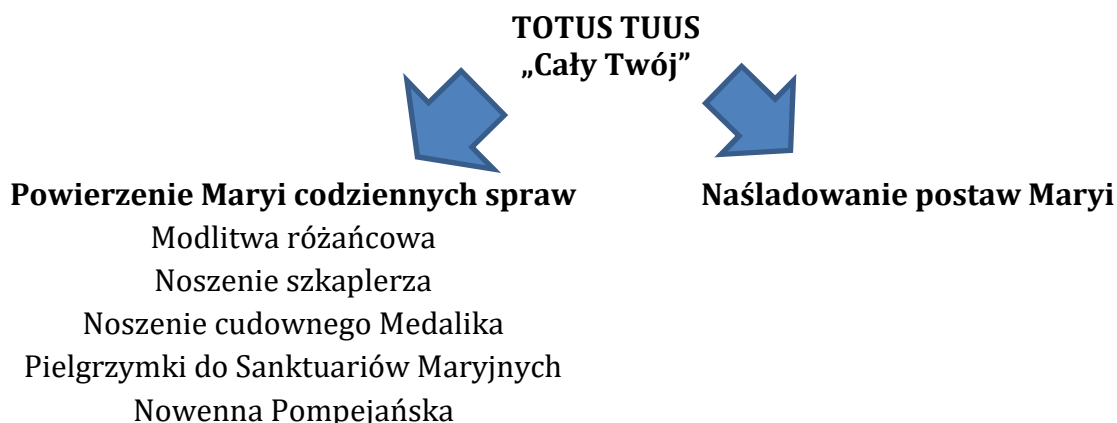 TOTUS TUUS
„Cały Twój”
Powierzenie Maryi codziennych spraw
Modlitwa różańcowa
Noszenie szkaplerza
Noszenie cudownego Medalika
Pielgrzymki do Sanktuariów Maryjnych
Nowenna Pompejańska
Naśladowanie postaw Maryi